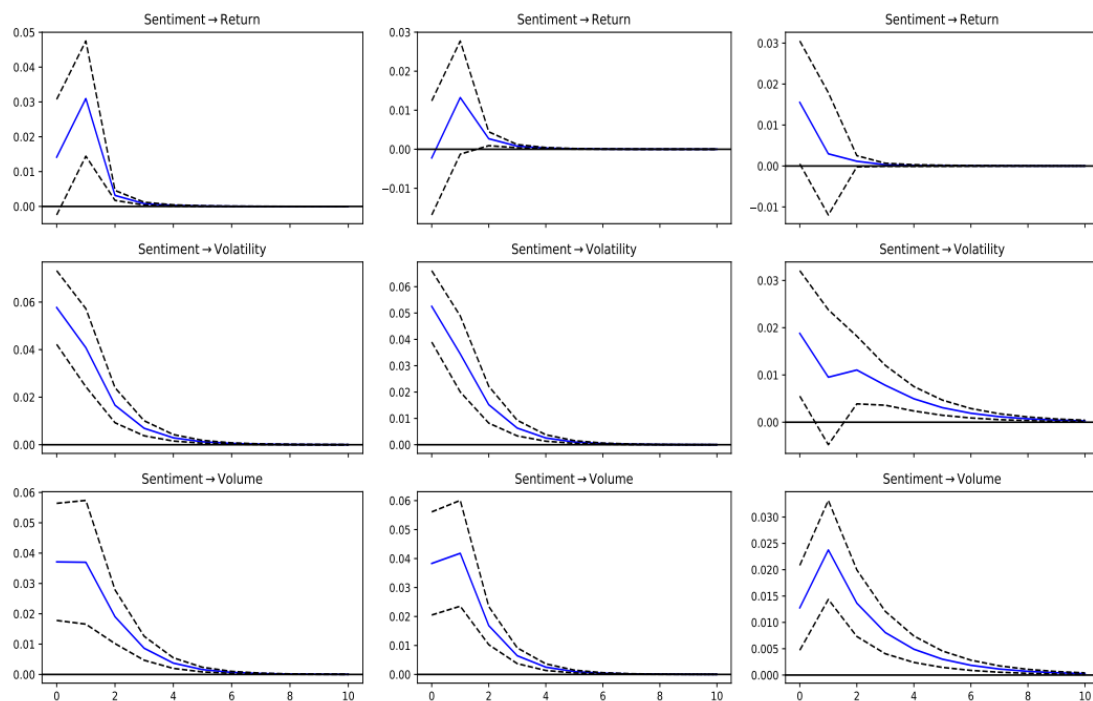 Sentiment→Return Sentiment→Return Sentiment→Return
0.05 0.03 0.03
0.04 0.02 0.02
0.03 0.01 0.01
0.02 0.00 0.00
0.01 −0.01 −0.01
0.00
Sentiment→Volatility Sentiment→Volatility Sentiment→Volatility
0.06 0.06 0.03
0.04 0.05 0.02
0.02 0.04 0.01
0.00 0.03 0.00
0.02
0.01
0.00
Sentiment→Volume Sentiment→Volume Sentiment→Volume
0.06 0.06 0.030
0.05 0.05 0.025
0.04 0.04 0.020
0.03 0.03 0.015
0.02 0.02 0.010
0.01 0.01 0.005
0.00 0.00 0.000
0 2 4 6 8 10 0 2 4 6 8 10 0 2 4 6 8 10